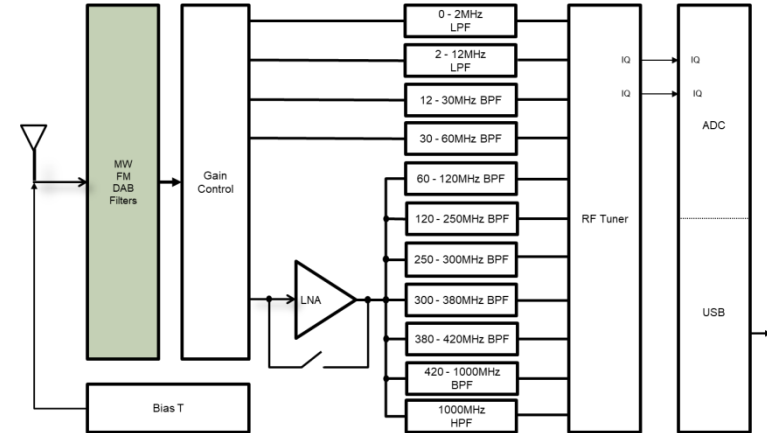 MW
FM
DAB
Filters
Gain
Control
Bias T
LNA
0 - 2MHz
LPF
2 - 12MHz
LPF
12 - 30MHz BPF
30 - 60MHz BPF
60 - 120MHz BPF
120 - 250MHz BPF
250 - 300MHz BPF
300 - 380MHz BPF
380 - 420MHz BPF
420 - 1000MHz
BPF
1000MHz
HPF
RF Tuner
IQ
IQ
IQ
IQ
ADC
USB